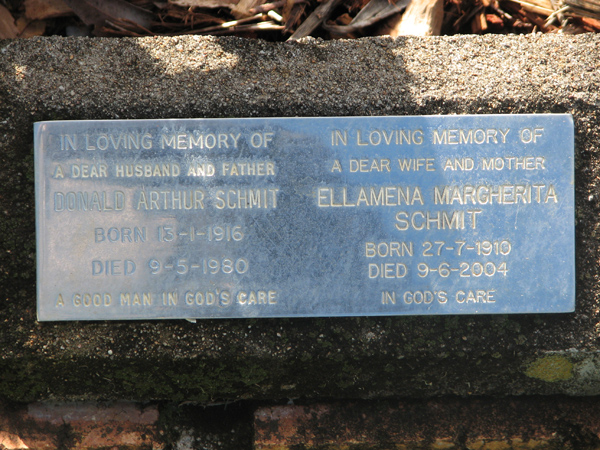 IN LOVING MEMORY OF
A DEAR HUSBAND AND FATHER
DONALD ARTHUR SCHMIT
BORN 13-1-1916
DIED 9-5-1980
A GOOD MAN IN GOD'S CARE
IN LOVING MEMORY OF
A DEAR WIFE AND MOTHER
ELLAMENA MARGHERITA
SCHMIT
BORN 27-7-1910
DIED 9-6-2004
IN GOD'S CARE